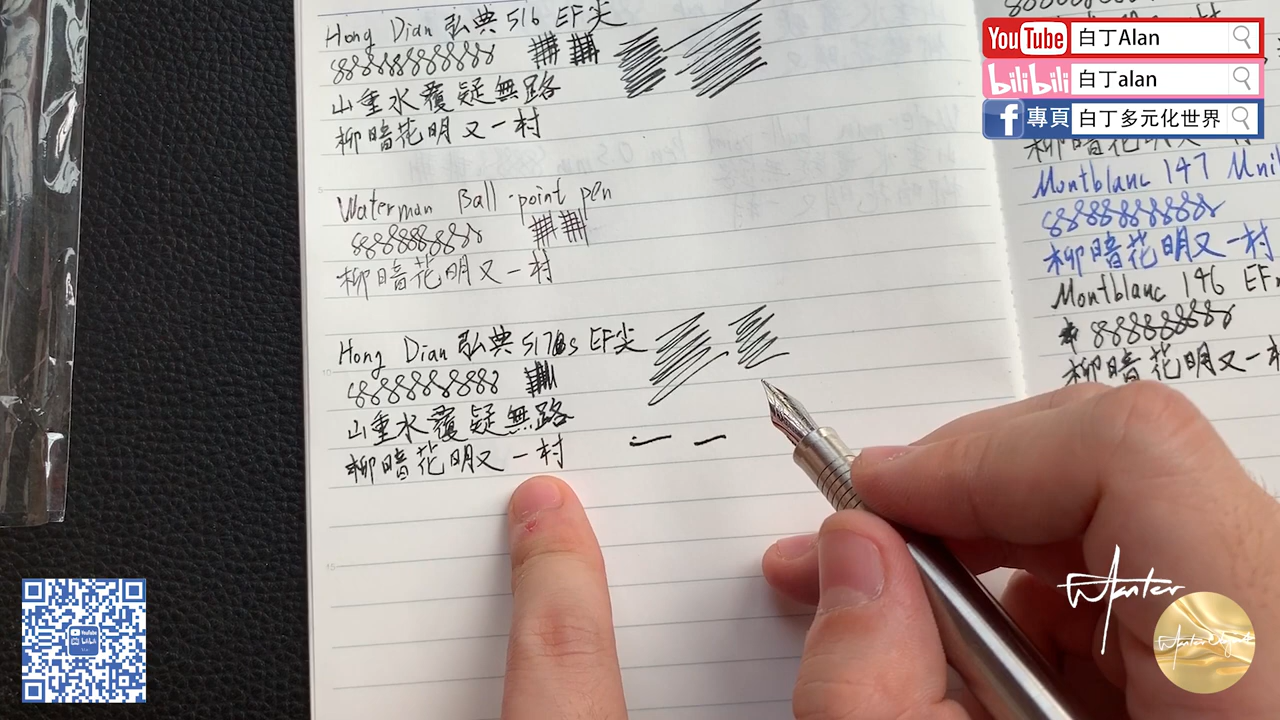 Hong Dian 弘典 516 EF尖
88888888888
山重水覆疑無路
柳暗花明又一村
Waterman Ball-point pen
888888888
柳暗花明又一村
Hong Dian 弘典 517s EF尖
8888888888
山重水覆疑無路
柳暗花明又一村
5
10
15
Montblanc 147
8888888888
柳暗花明又一村
Montblanc 146 EF
88888888
柳暗花明又一村
YouTube 白丁Alan
bilibili 白丁alan
f 專頁 白丁多元化世界